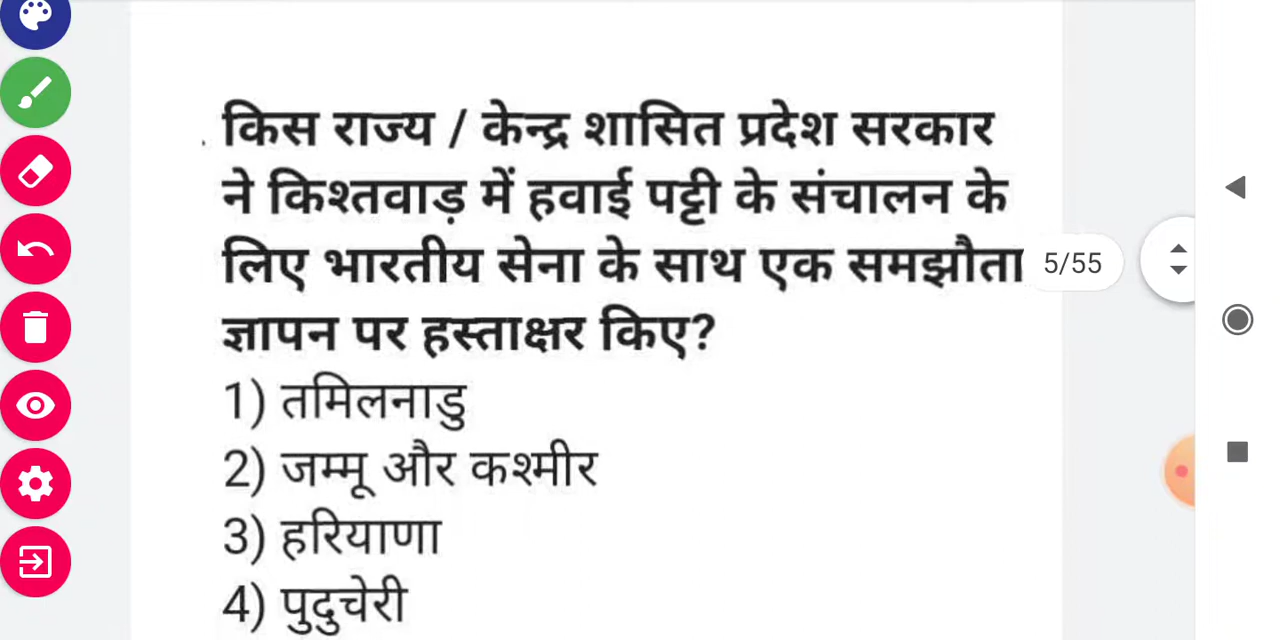 किस राज्य / केन्द्र शासित प्रदेश सरकार
ने किश्तवाड़ में हवाई पट्टी के संचालन के
लिए भारतीय सेना के साथ एक समझौता
5/55
ज्ञापन पर हस्ताक्षर किए?
1) तमिलनाडु
2) जम्मू और कश्मीर
3) हरियाणा
4) पुदुचेरी